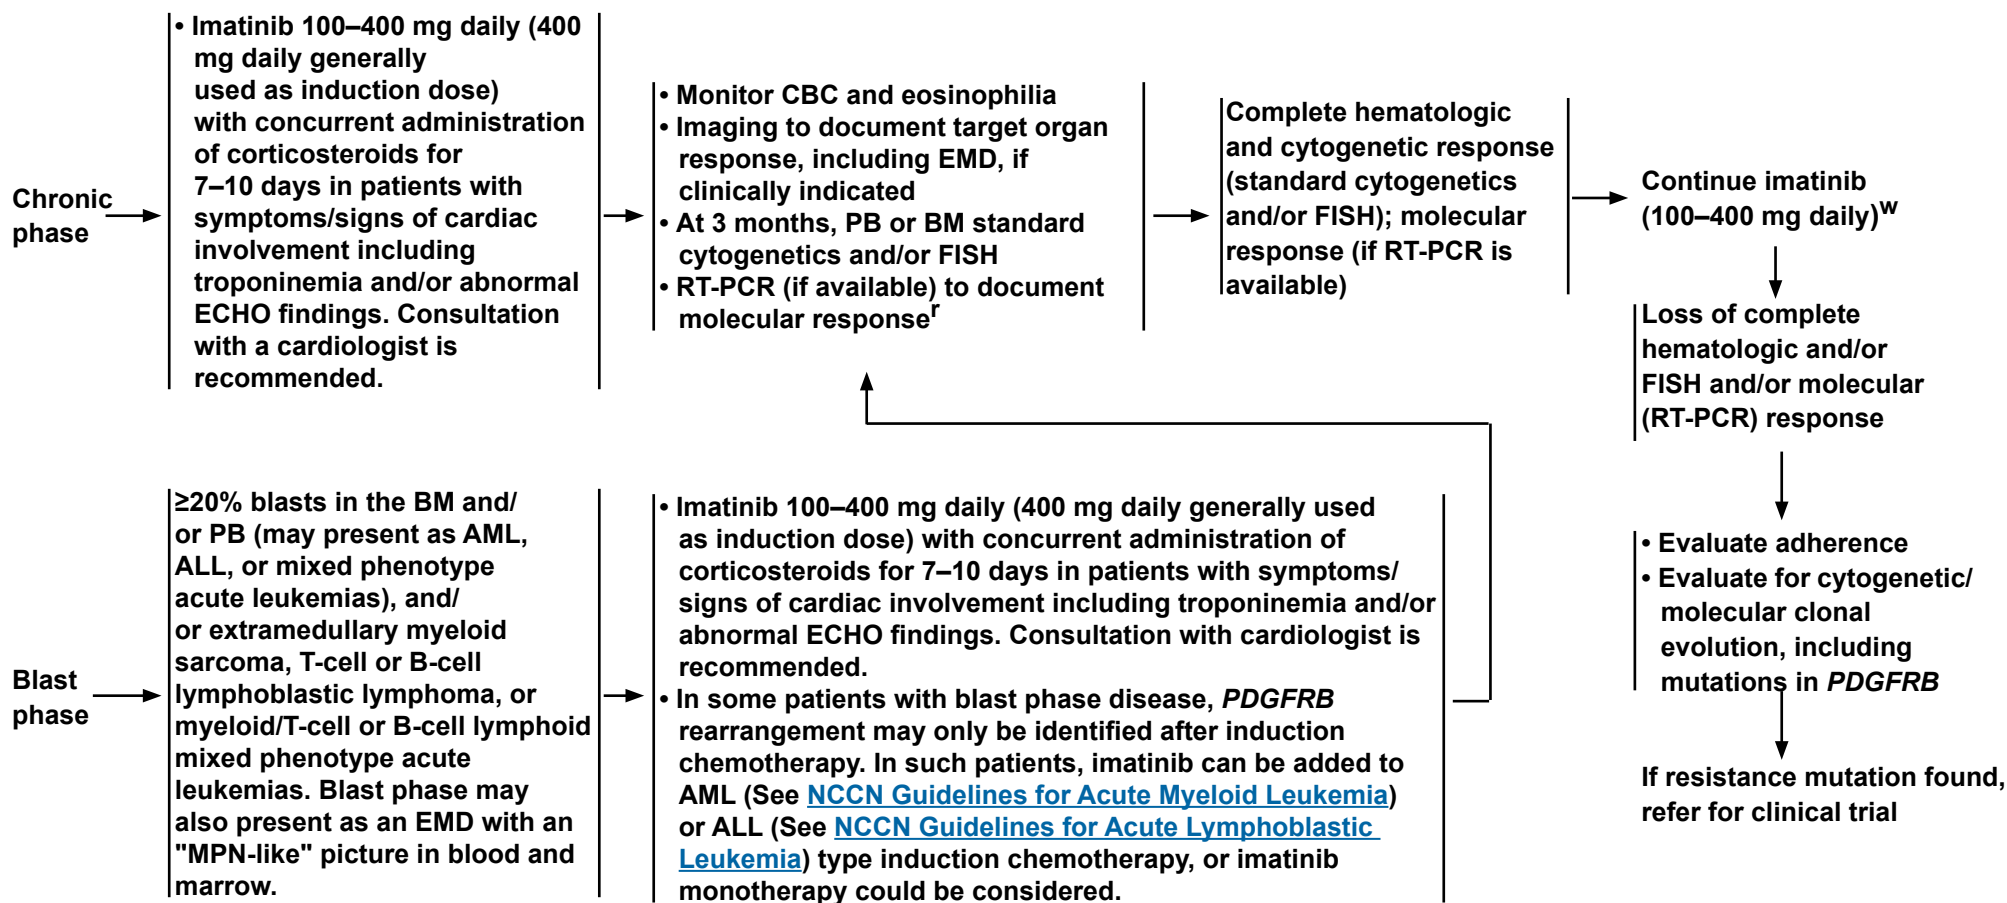 Chronic
phase
• Imatinib 100–400 mg daily (400
mg daily generally
used as induction dose)
with concurrent administration
of corticosteroids for
7–10 days in patients with
symptoms/signs of cardiac
involvement including
troponinemia and/or abnormal
ECHO findings. Consultation
with a cardiologist is
recommended.
• Monitor CBC and eosinophilia
• Imaging to document target organ
response, including EMD, if
clinically indicated
• At 3 months, PB or BM standard
cytogenetics and/or FISH
• RT-PCR (if available) to document
molecular responseʳ
Complete hematologic
and cytogenetic response
(standard cytogenetics
and/or FISH); molecular
response (if RT-PCR is
available)
Continue imatinib
(100–400 mg daily)ʷ
Loss of complete
hematologic and/or
FISH and/or molecular
(RT-PCR) response
• Evaluate adherence
• Evaluate for cytogenetic/
molecular clonal
evolution, including
mutations in PDGFRB
If resistance mutation found,
refer for clinical trial
Blast
phase
≥20% blasts in the BM and/
or PB (may present as AML,
ALL, or mixed phenotype
acute leukemias), and/
or extramedullary myeloid
sarcoma, T-cell or B-cell
lymphoblastic lymphoma, or
myeloid/T-cell or B-cell lymphoid
mixed phenotype acute
leukemias. Blast phase may
also present as an EMD with an
"MPN-like" picture in blood and
marrow.
• Imatinib 100–400 mg daily (400 mg daily generally used
as induction dose) with concurrent administration of
corticosteroids for 7–10 days in patients with symptoms/
signs of cardiac involvement including troponinemia and/or
abnormal ECHO findings. Consultation with cardiologist is
recommended.
• In some patients with blast phase disease, PDGFRB
rearrangement may only be identified after induction
chemotherapy. In such patients, imatinib can be added to
AML (See NCCN Guidelines for Acute Myeloid Leukemia)
or ALL (See NCCN Guidelines for Acute Lymphoblastic
Leukemia) type induction chemotherapy, or imatinib
monotherapy could be considered.